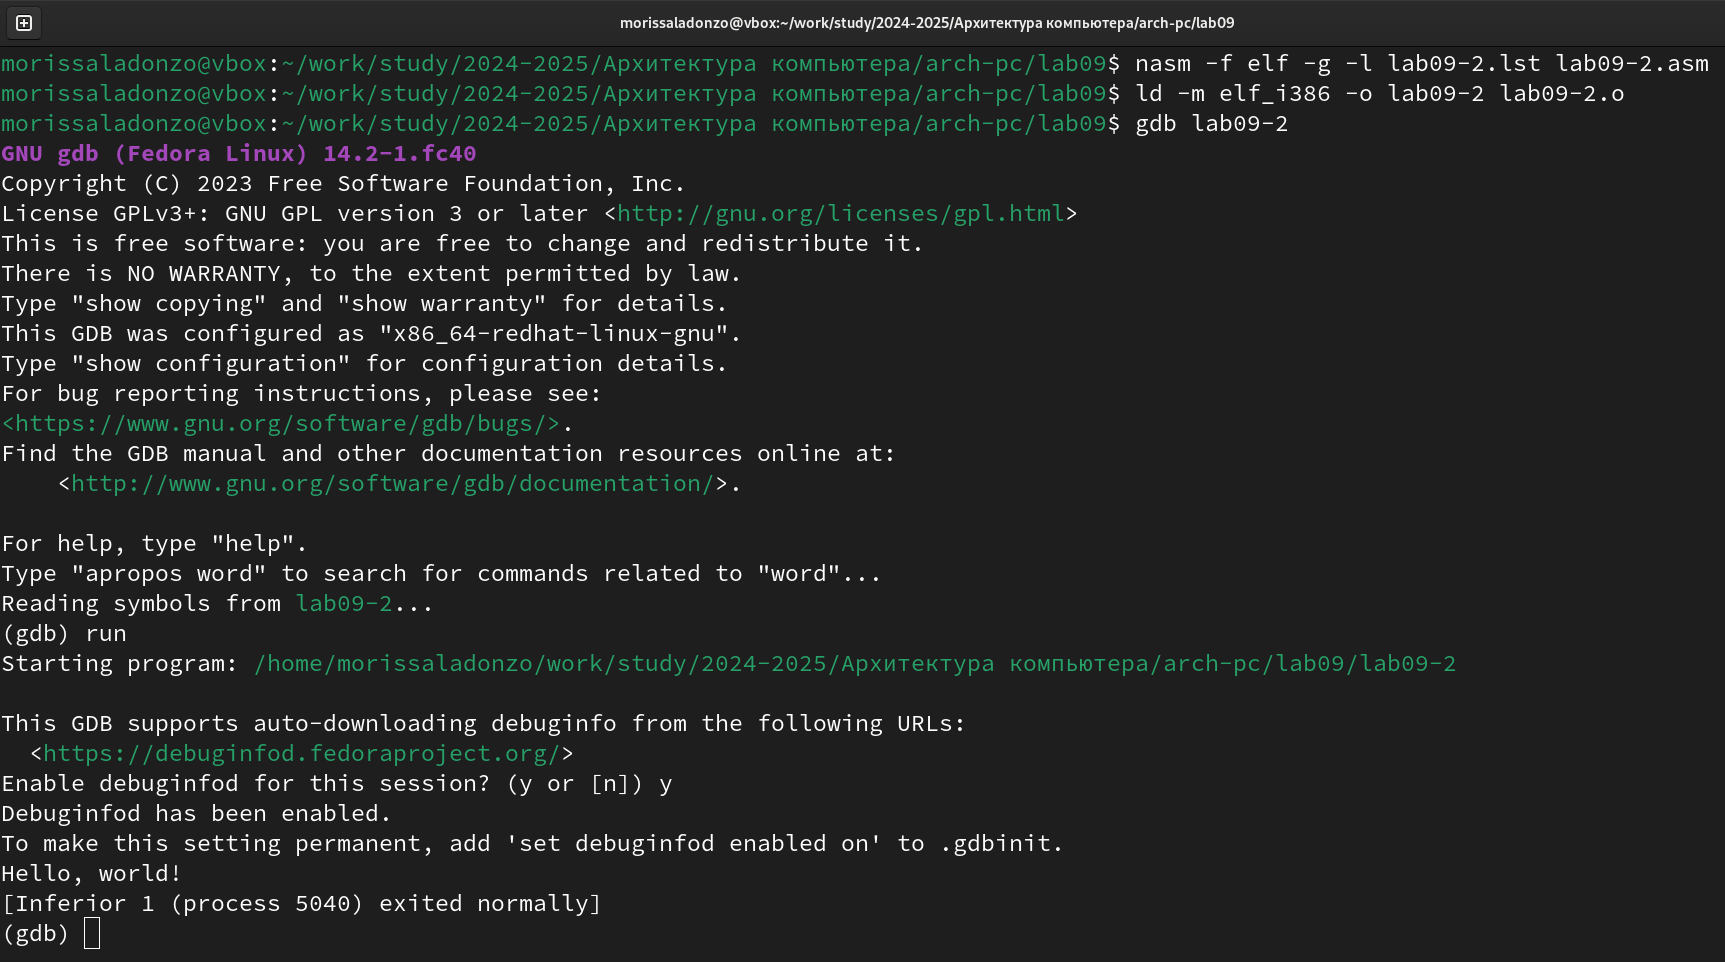 morissaladonzo@vbox:~/work/study/2024-2025/Архитектура компьютера/arch-pc/lab09
morissaladonzo@vbox:~/work/study/2024-2025/Архитектура компьютера/arch-pc/lab09$ nasm -f elf -g -l lab09-2.lst lab09-2.asm
morissaladonzo@vbox:~/work/study/2024-2025/Архитектура компьютера/arch-pc/lab09$ ld -m elf_i386 -o lab09-2 lab09-2.o
morissaladonzo@vbox:~/work/study/2024-2025/Архитектура компьютера/arch-pc/lab09$ gdb lab09-2
GNU gdb (Fedora Linux) 14.2-1.fc40
Copyright (C) 2023 Free Software Foundation, Inc.
License GPLv3+: GNU GPL version 3 or later <http://gnu.org/licenses/gpl.html>
This is free software: you are free to change and redistribute it.
There is NO WARRANTY, to the extent permitted by law.
Type "show copying" and "show warranty" for details.
This GDB was configured as "x86_64-redhat-linux-gnu".
Type "show configuration" for configuration details.
For bug reporting instructions, please see:
<https://www.gnu.org/software/gdb/bugs/>.
Find the GDB manual and other documentation resources online at:
    <http://www.gnu.org/software/gdb/documentation/>.

For help, type "help".
Type "apropos word" to search for commands related to "word"...
Reading symbols from lab09-2...
(gdb) run
Starting program: /home/morissaladonzo/work/study/2024-2025/Архитектура компьютера/arch-pc/lab09/lab09-2

This GDB supports auto-downloading debuginfo from the following URLs:
  <https://debuginfod.fedoraproject.org/>
Enable debuginfod for this session? (y or [n]) y
Debuginfod has been enabled.
To make this setting permanent, add 'set debuginfod enabled on' to .gdbinit.
Hello, world!
[Inferior 1 (process 5040) exited normally]
(gdb)